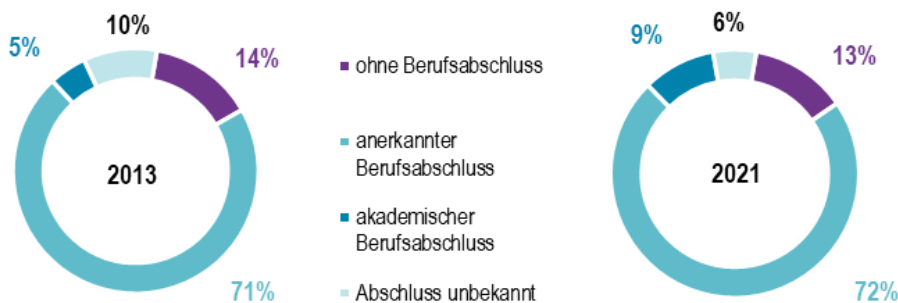 10%
5%
14%
2013
71%
ohne Berufsabschluss
anerkannter
Berufsabschluss
akademischer
Berufsabschluss
Abschluss unbekannt
6%
9%
13%
2021
72%